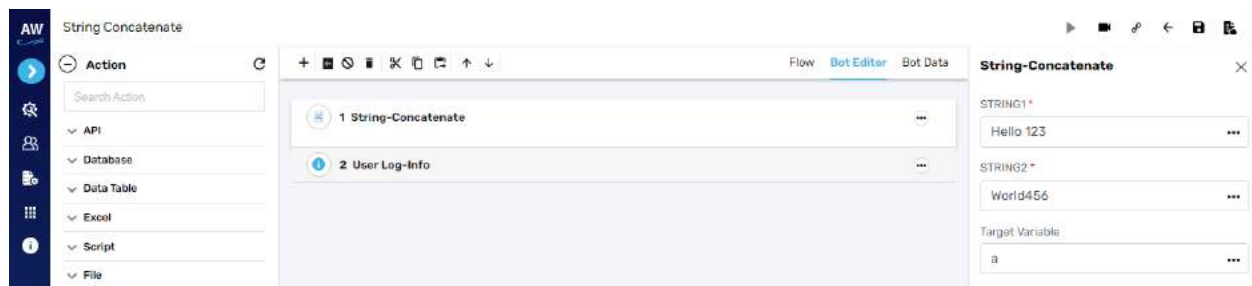 AW String Concatenate
Action
Search Action
API
Database
Data Table
Excel
Script
File
Flow Bot Editor Bot Data
1 String-Concatenate
2 User Log-Info
String-Concatenate
STRING1*
Hello 123
STRING2*
World456
Target Variable
a